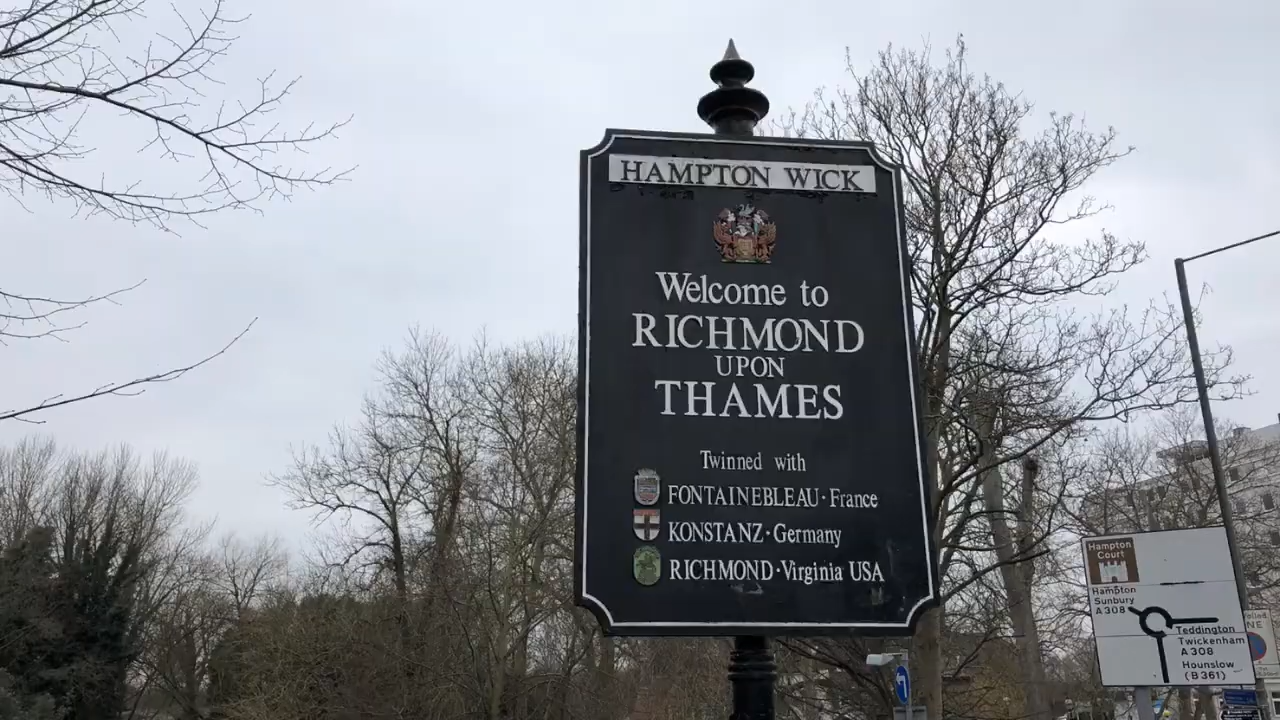 HAMPTON WICK
Welcome to
RICHMOND
UPON
THAMES
Twinned with
FONTAINEBLEAU·France
KONSTANZ·Germany
RICHMOND·Virginia USA
Hampton
Court
Hampton
Sunbury
A308
Teddington
Twickenham
A308
Hounslow
(B361)
NE